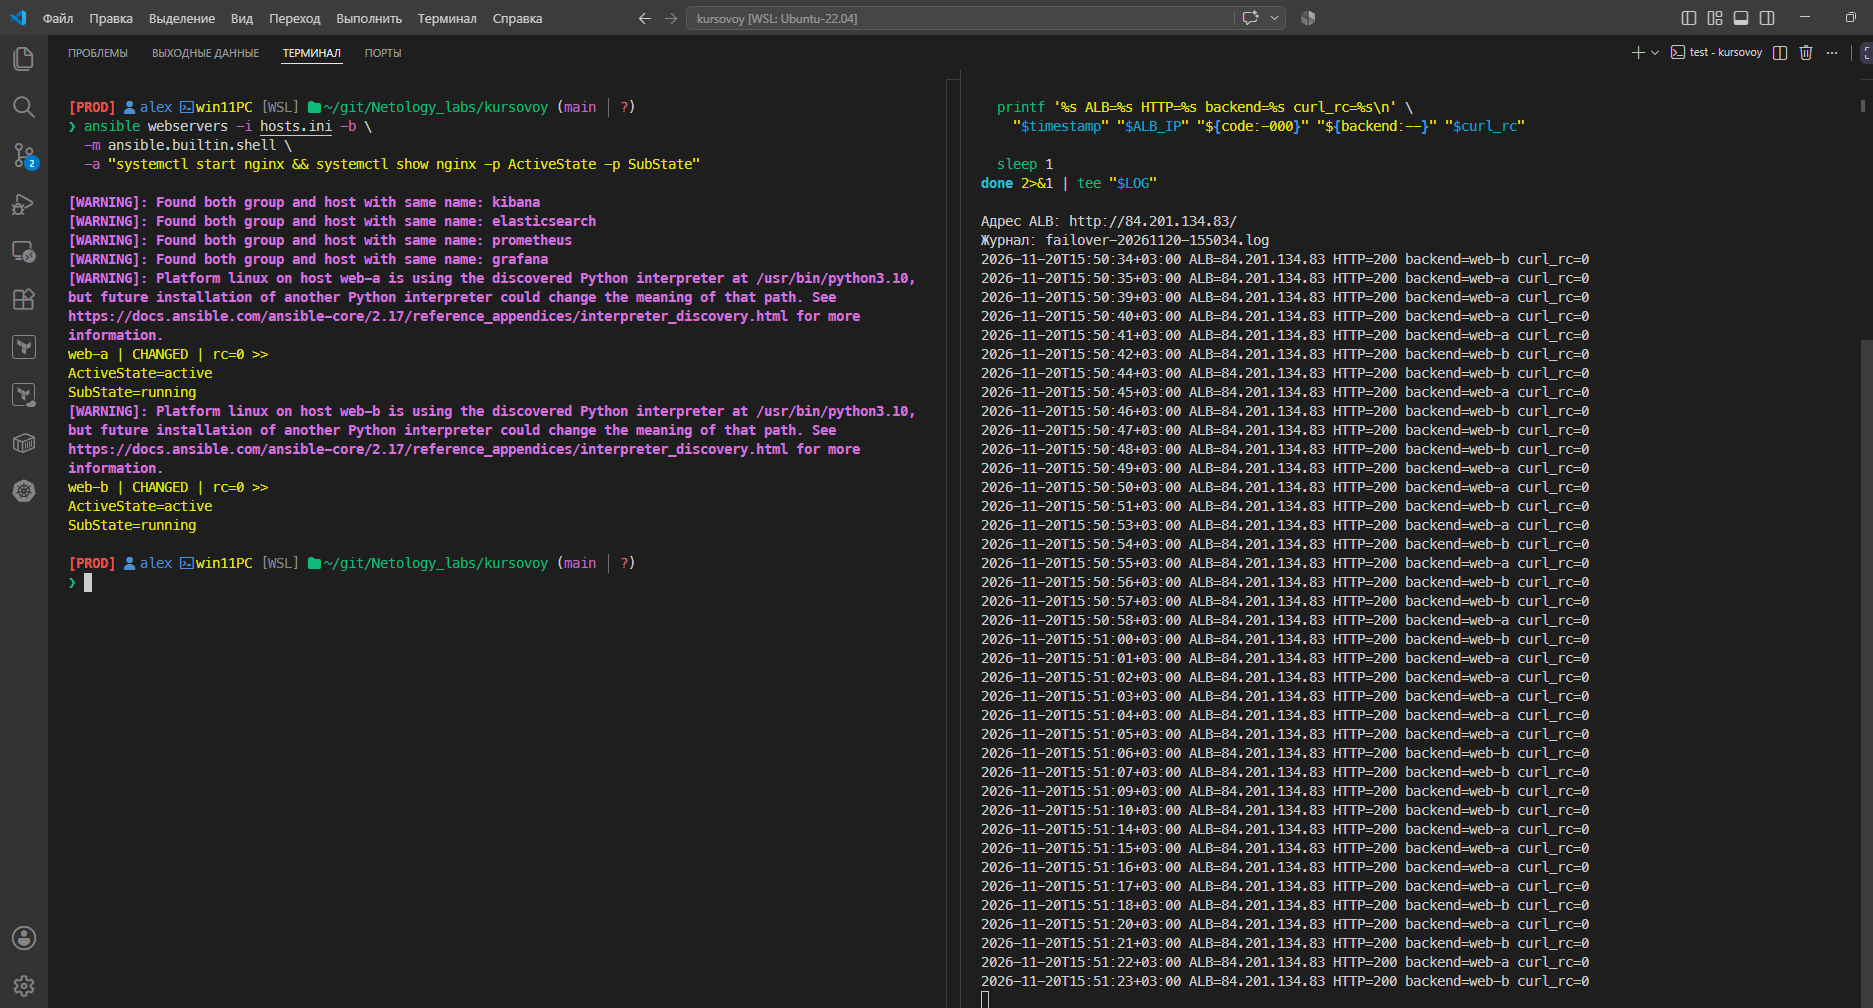 Файл Правка Выделение Вид Переход Выполнить Терминал Справка
kursovoy [WSL: Ubuntu-22.04]
ПРОБЛЕМЫ ВЫХОДНЫЕ ДАННЫЕ ТЕРМИНАЛ ПОРТЫ
test - kursovoy
2
[PROD] alex win11PC [WSL] ~/git/Netology_labs/kursovoy (main │ ?)
❯ ansible webservers -i hosts.ini -b \
-m ansible.builtin.shell \
-a "systemctl start nginx && systemctl show nginx -p ActiveState -p SubState"
[WARNING]: Found both group and host with same name: kibana
[WARNING]: Found both group and host with same name: elasticsearch
[WARNING]: Found both group and host with same name: prometheus
[WARNING]: Found both group and host with same name: grafana
[WARNING]: Platform linux on host web-a is using the discovered Python interpreter at /usr/bin/python3.10,
but future installation of another Python interpreter could change the meaning of that path. See
https://docs.ansible.com/ansible-core/2.17/reference_appendices/interpreter_discovery.html for more
information.
web-a | CHANGED | rc=0 >>
ActiveState=active
SubState=running
[WARNING]: Platform linux on host web-b is using the discovered Python interpreter at /usr/bin/python3.10,
but future installation of another Python interpreter could change the meaning of that path. See
https://docs.ansible.com/ansible-core/2.17/reference_appendices/interpreter_discovery.html for more
information.
web-b | CHANGED | rc=0 >>
ActiveState=active
SubState=running
[PROD] alex win11PC [WSL] ~/git/Netology_labs/kursovoy (main │ ?)
❯
printf '%s ALB=%s HTTP=%s backend=%s curl_rc=%s\n' \
"$timestamp" "$ALB_IP" "${code:-000}" "${backend:--}" "$curl_rc"
sleep 1
done 2>&1 | tee "$LOG"
Адрес ALB: http://84.201.134.83/
Журнал: failover-20261120-155034.log
2026-11-20T15:50:34+03:00 ALB=84.201.134.83 HTTP=200 backend=web-b curl_rc=0
2026-11-20T15:50:35+03:00 ALB=84.201.134.83 HTTP=200 backend=web-a curl_rc=0
2026-11-20T15:50:39+03:00 ALB=84.201.134.83 HTTP=200 backend=web-a curl_rc=0
2026-11-20T15:50:40+03:00 ALB=84.201.134.83 HTTP=200 backend=web-a curl_rc=0
2026-11-20T15:50:41+03:00 ALB=84.201.134.83 HTTP=200 backend=web-a curl_rc=0
2026-11-20T15:50:42+03:00 ALB=84.201.134.83 HTTP=200 backend=web-b curl_rc=0
2026-11-20T15:50:44+03:00 ALB=84.201.134.83 HTTP=200 backend=web-b curl_rc=0
2026-11-20T15:50:45+03:00 ALB=84.201.134.83 HTTP=200 backend=web-a curl_rc=0
2026-11-20T15:50:46+03:00 ALB=84.201.134.83 HTTP=200 backend=web-b curl_rc=0
2026-11-20T15:50:47+03:00 ALB=84.201.134.83 HTTP=200 backend=web-a curl_rc=0
2026-11-20T15:50:48+03:00 ALB=84.201.134.83 HTTP=200 backend=web-b curl_rc=0
2026-11-20T15:50:49+03:00 ALB=84.201.134.83 HTTP=200 backend=web-a curl_rc=0
2026-11-20T15:50:50+03:00 ALB=84.201.134.83 HTTP=200 backend=web-a curl_rc=0
2026-11-20T15:50:51+03:00 ALB=84.201.134.83 HTTP=200 backend=web-b curl_rc=0
2026-11-20T15:50:53+03:00 ALB=84.201.134.83 HTTP=200 backend=web-a curl_rc=0
2026-11-20T15:50:54+03:00 ALB=84.201.134.83 HTTP=200 backend=web-b curl_rc=0
2026-11-20T15:50:55+03:00 ALB=84.201.134.83 HTTP=200 backend=web-a curl_rc=0
2026-11-20T15:50:56+03:00 ALB=84.201.134.83 HTTP=200 backend=web-b curl_rc=0
2026-11-20T15:50:57+03:00 ALB=84.201.134.83 HTTP=200 backend=web-b curl_rc=0
2026-11-20T15:50:58+03:00 ALB=84.201.134.83 HTTP=200 backend=web-a curl_rc=0
2026-11-20T15:51:00+03:00 ALB=84.201.134.83 HTTP=200 backend=web-b curl_rc=0
2026-11-20T15:51:01+03:00 ALB=84.201.134.83 HTTP=200 backend=web-a curl_rc=0
2026-11-20T15:51:02+03:00 ALB=84.201.134.83 HTTP=200 backend=web-a curl_rc=0
2026-11-20T15:51:03+03:00 ALB=84.201.134.83 HTTP=200 backend=web-a curl_rc=0
2026-11-20T15:51:04+03:00 ALB=84.201.134.83 HTTP=200 backend=web-a curl_rc=0
2026-11-20T15:51:05+03:00 ALB=84.201.134.83 HTTP=200 backend=web-a curl_rc=0
2026-11-20T15:51:06+03:00 ALB=84.201.134.83 HTTP=200 backend=web-b curl_rc=0
2026-11-20T15:51:07+03:00 ALB=84.201.134.83 HTTP=200 backend=web-b curl_rc=0
2026-11-20T15:51:09+03:00 ALB=84.201.134.83 HTTP=200 backend=web-b curl_rc=0
2026-11-20T15:51:10+03:00 ALB=84.201.134.83 HTTP=200 backend=web-b curl_rc=0
2026-11-20T15:51:14+03:00 ALB=84.201.134.83 HTTP=200 backend=web-a curl_rc=0
2026-11-20T15:51:15+03:00 ALB=84.201.134.83 HTTP=200 backend=web-a curl_rc=0
2026-11-20T15:51:16+03:00 ALB=84.201.134.83 HTTP=200 backend=web-a curl_rc=0
2026-11-20T15:51:17+03:00 ALB=84.201.134.83 HTTP=200 backend=web-a curl_rc=0
2026-11-20T15:51:18+03:00 ALB=84.201.134.83 HTTP=200 backend=web-b curl_rc=0
2026-11-20T15:51:20+03:00 ALB=84.201.134.83 HTTP=200 backend=web-a curl_rc=0
2026-11-20T15:51:21+03:00 ALB=84.201.134.83 HTTP=200 backend=web-b curl_rc=0
2026-11-20T15:51:22+03:00 ALB=84.201.134.83 HTTP=200 backend=web-a curl_rc=0
2026-11-20T15:51:23+03:00 ALB=84.201.134.83 HTTP=200 backend=web-b curl_rc=0